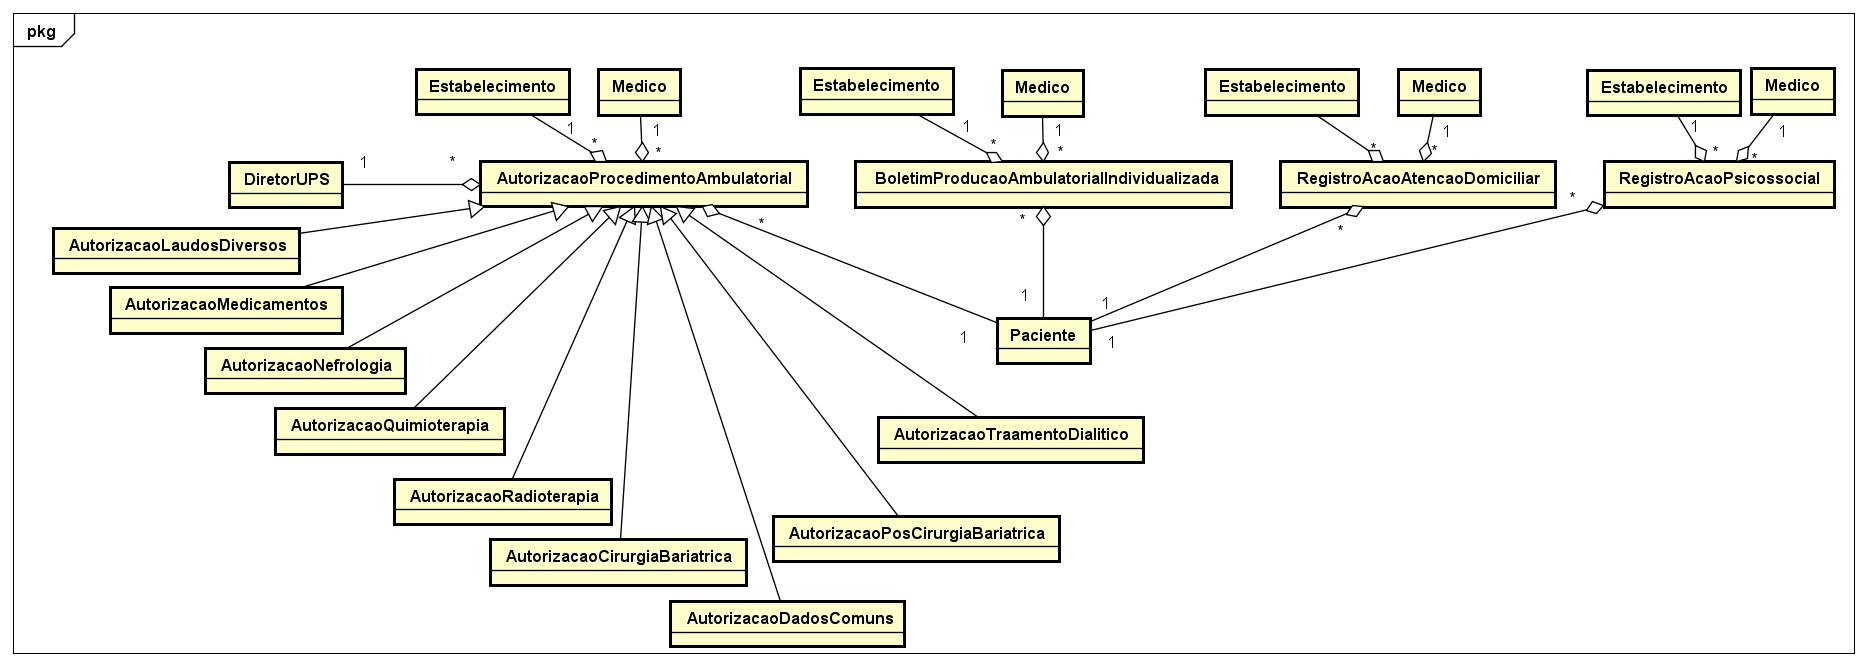 pkg
Estabelecimento
Medico
Estabelecimento
Medico
Estabelecimento
Medico
Estabelecimento
Medico
1
1
1
1
1
1
1
*
*
*
*
*
*
*
*
1
*
DiretorUPS
AutorizacaoProcedimentoAmbulatorial
BoletimProducaoAmbulatorialIndividualizada
RegistroAcaoAtencaoDomiciliar
RegistroAcaoPsicossocial
*
*
*
*
AutorizacaoLaudosDiversos
AutorizacaoMedicamentos
1
1
1
1
Paciente
AutorizacaoNefrologia
AutorizacaoQuimioterapia
AutorizacaoTraamentoDialitico
AutorizacaoRadioterapia
AutorizacaoPosCirurgiaBariatrica
AutorizacaoCirurgiaBariatrica
AutorizacaoDadosComuns